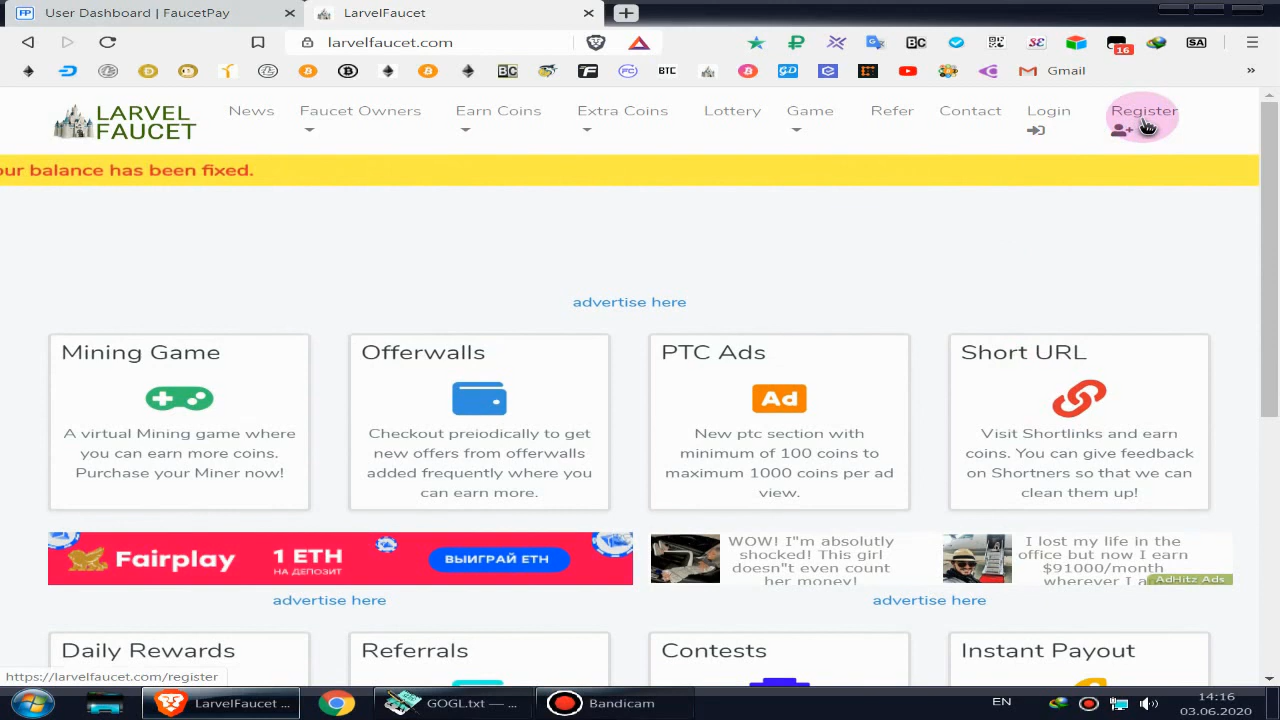 User Dashboard | FaucetPay
LarvelFaucet
larvelfaucet.com
16
Gmail
LARVEL
FAUCET
News
Faucet Owners
Earn Coins
Extra Coins
Lottery
Game
Refer
Contact
Login
Register
our balance has been fixed.
advertise here
Mining Game
A virtual Mining game where
you can earn more coins.
Purchase your Miner now!
Offerwalls
Checkout preiodically to get
new offers from offerwalls
added frequently where you
can earn more.
PTC Ads
Ad
New ptc section with
minimum of 100 coins to
maximum 1000 coins per ad
view.
Short URL
Visit Shortlinks and earn
coins. You can give feedback
on Shortners so that we can
clean them up!
Fairplay
1 ETH
НА ДЕПОЗИТ
ВЫИГРАЙ ETH
WOW! I"m absolutly
shocked! This girl
doesn"t even count
her money!
I lost my life in the
office but now I earn
$91000/month
wherever I
AdHitz Ads
advertise here
advertise here
Daily Rewards
Referrals
Contests
Instant Payout
https://larvelfaucet.com/register
LarvelFaucet ...
GOGL.txt — ...
Bandicam
EN
14:16
03.06.2020